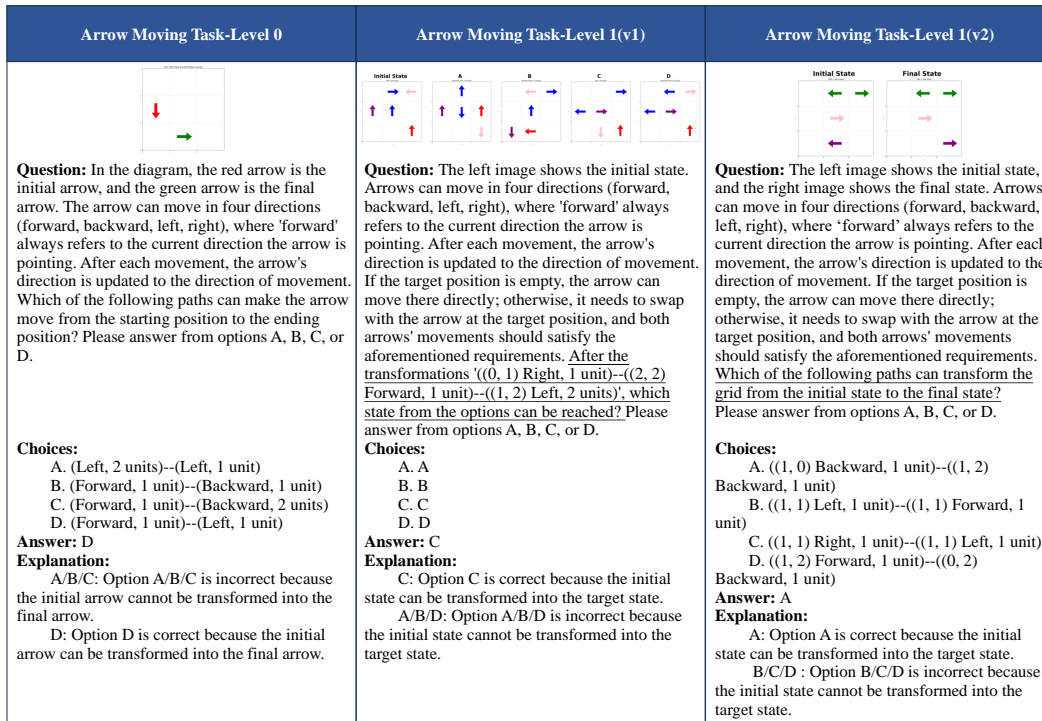 Arrow Moving Task-Level 0
Question: In the diagram, the red arrow is the
initial arrow, and the green arrow is the final
arrow. The arrow can move in four directions
(forward, backward, left, right), where 'forward'
always refers to the current direction the arrow is
pointing. After each movement, the arrow's
direction is updated to the direction of movement.
Which of the following paths can make the arrow
move from the starting position to the ending
position? Please answer from options A, B, C, or
D.
Choices:
A. (Left, 2 units)--(Left, 1 unit)
B. (Forward, 1 unit)--(Backward, 1 unit)
C. (Forward, 1 unit)--(Backward, 2 units)
D. (Forward, 1 unit)--(Left, 1 unit)
Answer: D
Explanation:
A/B/C: Option A/B/C is incorrect because
the initial arrow cannot be transformed into the
final arrow.
D: Option D is correct because the initial
arrow can be transformed into the final arrow.
Arrow Moving Task-Level 1(v1)
Initial State A B C D
Question: The left image shows the initial state.
Arrows can move in four directions (forward,
backward, left, right), where 'forward' always
refers to the current direction the arrow is
pointing. After each movement, the arrow's
direction is updated to the direction of movement.
If the target position is empty, the arrow can
move there directly; otherwise, it needs to swap
with the arrow at the target position, and both
arrows' movements should satisfy the
aforementioned requirements. After the
transformations '((0, 1) Right, 1 unit)--((2, 2)
Forward, 1 unit)--((1, 2) Left, 2 units)', which
state from the options can be reached? Please
answer from options A, B, C, or D.
Choices:
A. A
B. B
C. C
D. D
Answer: C
Explanation:
C: Option C is correct because the initial
state can be transformed into the target state.
A/B/D: Option A/B/D is incorrect because
the initial state cannot be transformed into the
target state.
Arrow Moving Task-Level 1(v2)
Initial State Final State
Question: The left image shows the initial state,
and the right image shows the final state. Arrows
can move in four directions (forward, backward,
left, right), where ‘forward’ always refers to the
current direction the arrow is pointing. After each
movement, the arrow's direction is updated to the
direction of movement. If the target position is
empty, the arrow can move there directly;
otherwise, it needs to swap with the arrow at the
target position, and both arrows' movements
should satisfy the aforementioned requirements.
Which of the following paths can transform the
grid from the initial state to the final state?
Please answer from options A, B, C, or D.
Choices:
A. ((1, 0) Backward, 1 unit)--((1, 2)
Backward, 1 unit)
B. ((1, 1) Left, 1 unit)--((1, 1) Forward, 1
unit)
C. ((1, 1) Right, 1 unit)--((1, 1) Left, 1 unit)
D. ((1, 2) Forward, 1 unit)--((0, 2)
Backward, 1 unit)
Answer: A
Explanation:
A: Option A is correct because the initial
state can be transformed into the target state.
B/C/D : Option B/C/D is incorrect because
the initial state cannot be transformed into the
target state.